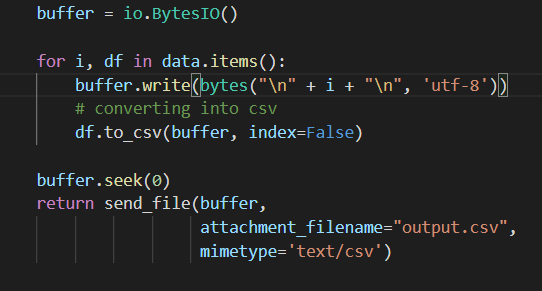 buffer = io.BytesIO()
for i, df in data.items():
buffer.write(bytes("\n" + i + "\n", 'utf-8'))
# converting into csv
df.to_csv(buffer, index=False)
buffer.seek(0)
return send_file(buffer,
attachment_filename="output.csv",
mimetype='text/csv')